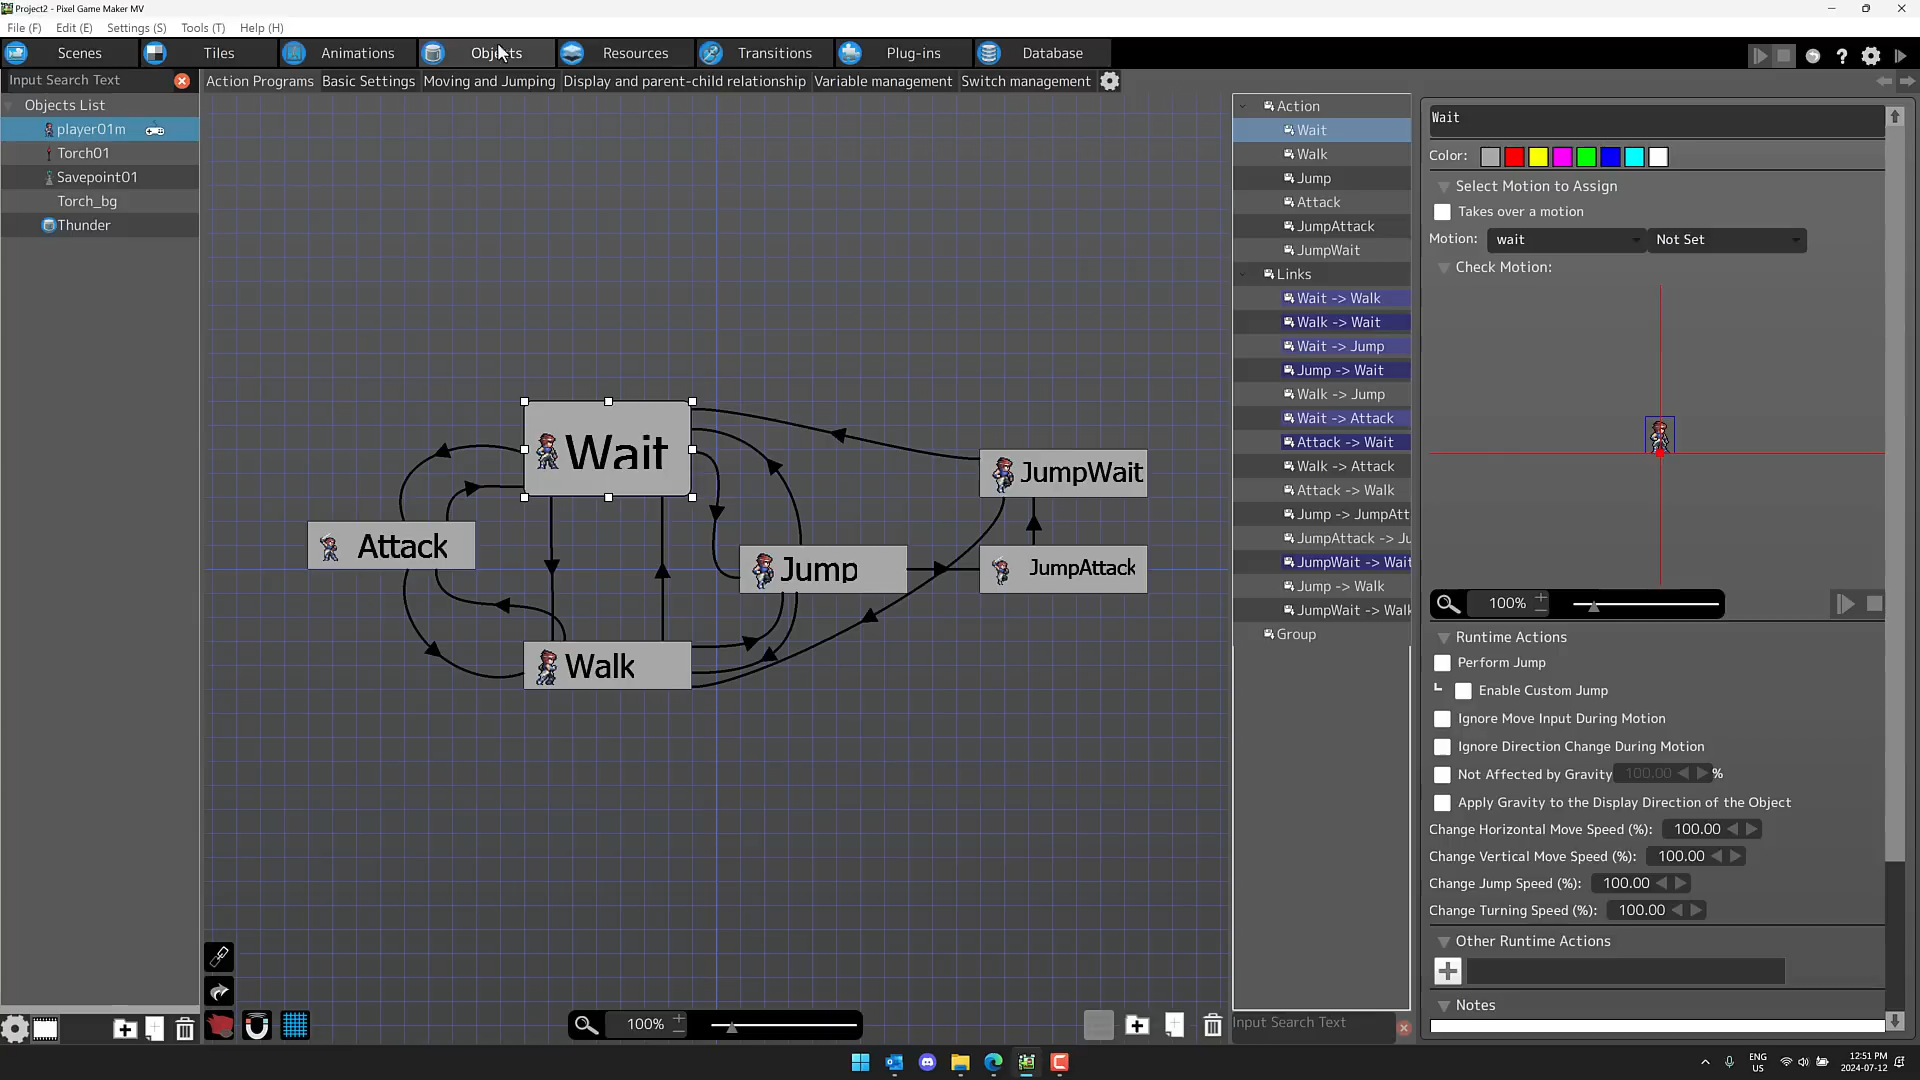 Project2 - Pixel Game Maker MV
File (F) Edit (E) Settings (S) Tools (T) Help (H)
Scenes Tiles Animations Objects Resources Transitions Plug-ins Database
Input Search Text
Action Programs Basic Settings Moving and Jumping Display and parent-child relationship Variable management Switch management
Objects List
player01m
Torch01
Savepoint01
Torch_bg
Thunder
Wait
Attack
Jump
Walk
JumpWait
JumpAttack
100%
Action
Wait
Walk
Jump
Attack
JumpAttack
JumpWait
Links
Wait -> Walk
Walk -> Wait
Wait -> Jump
Jump -> Wait
Walk -> Jump
Wait -> Attack
Attack -> Wait
Walk -> Attack
Attack -> Walk
Jump -> JumpAtt
JumpAttack -> Ju
JumpWait -> Wait
Jump -> Walk
JumpWait -> Walk
Group
Input Search Text
Wait
Color:
Select Motion to Assign
Takes over a motion
Motion: wait Not Set
Check Motion:
100%
Runtime Actions
Perform Jump
Enable Custom Jump
Ignore Move Input During Motion
Ignore Direction Change During Motion
Not Affected by Gravity 100.00 %
Apply Gravity to the Display Direction of the Object
Change Horizontal Move Speed (%): 100.00
Change Vertical Move Speed (%): 100.00
Change Jump Speed (%): 100.00
Change Turning Speed (%): 100.00
Other Runtime Actions
Notes
ENG
US
12:51 PM
2024-07-12